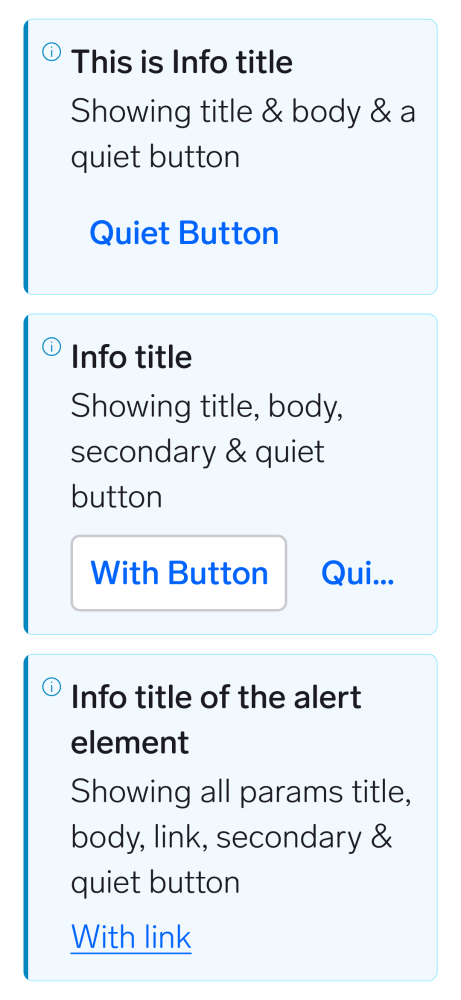 This is Info title
Showing title & body & a
quiet button
Quiet Button
Info title
Showing title, body,
secondary & quiet
button
With Button Qui...
Info title of the alert
element
Showing all params title,
body, link, secondary &
quiet button
With link